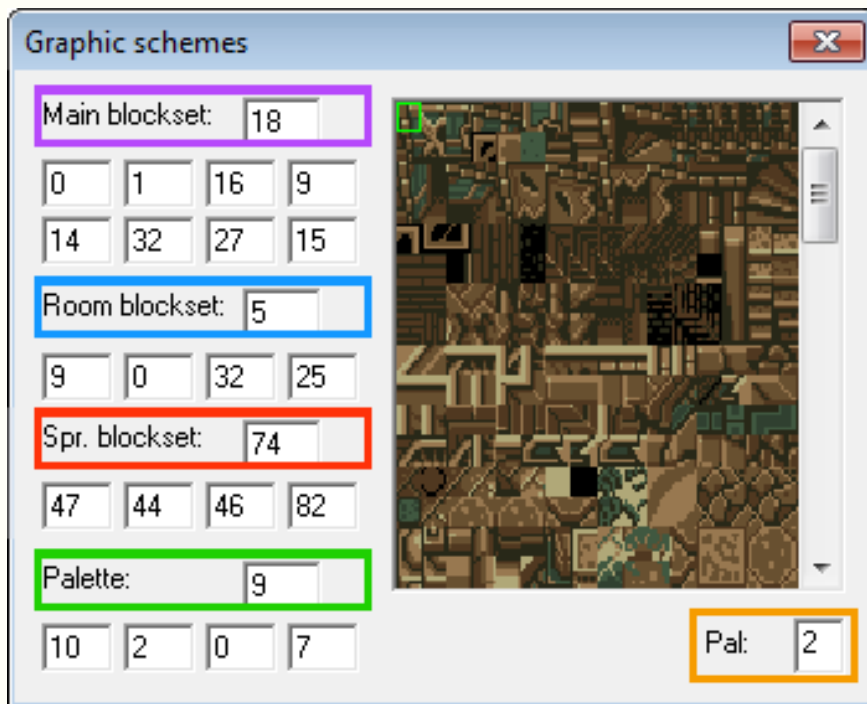 Graphic schemes
Main blockset: 18
0 1 16 9
14 32 27 15
Room blockset: 5
9 0 32 25
Spr. blockset: 74
47 44 46 82
Palette: 9
10 2 0 7
Pal: 2